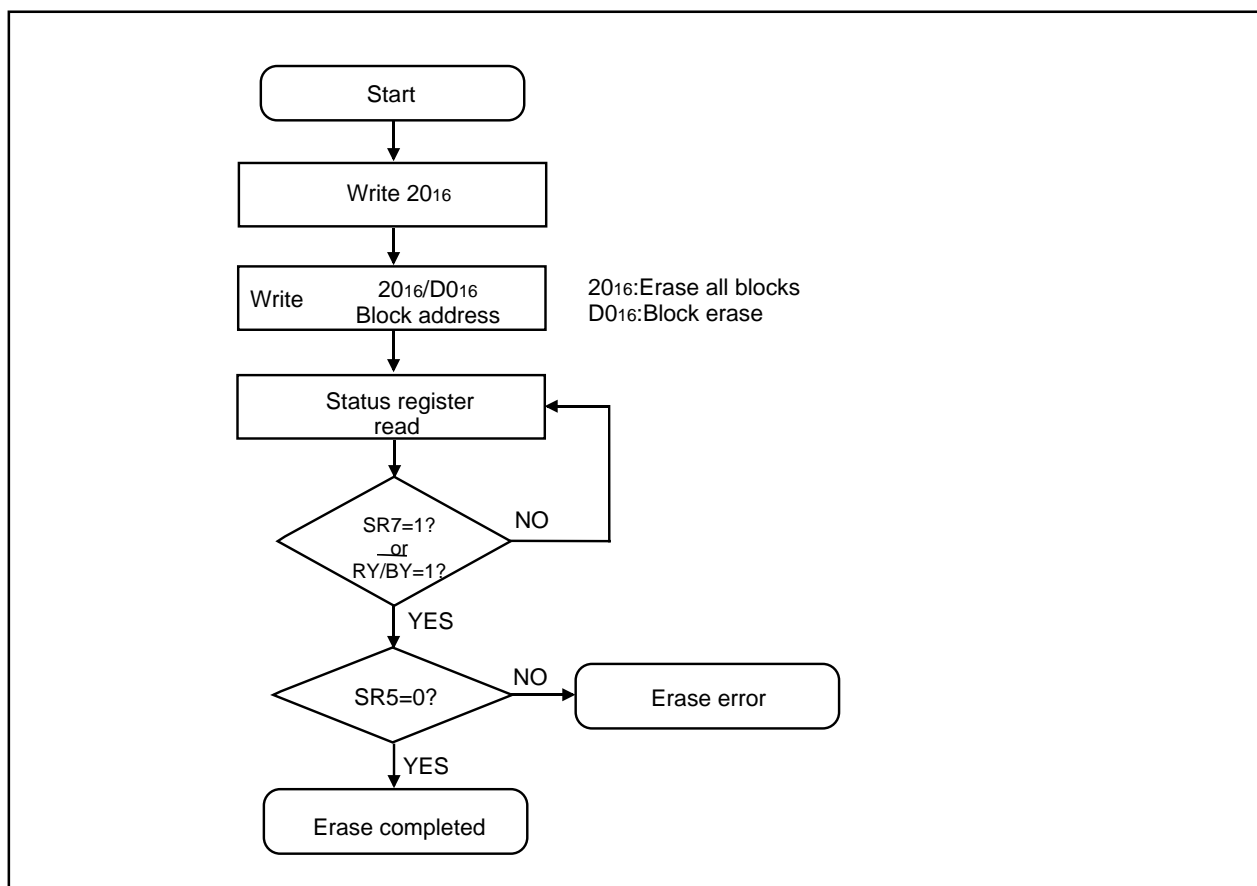 Start
Write 20₁₆
Write 20₁₆/D0₁₆
Block address
20₁₆:Erase all blocks
D0₁₆:Block erase
Status register
read
SR7=1?
or
RY/B̅Y̅=1?
NO
YES
SR5=0?
NO
Erase error
YES
Erase completed